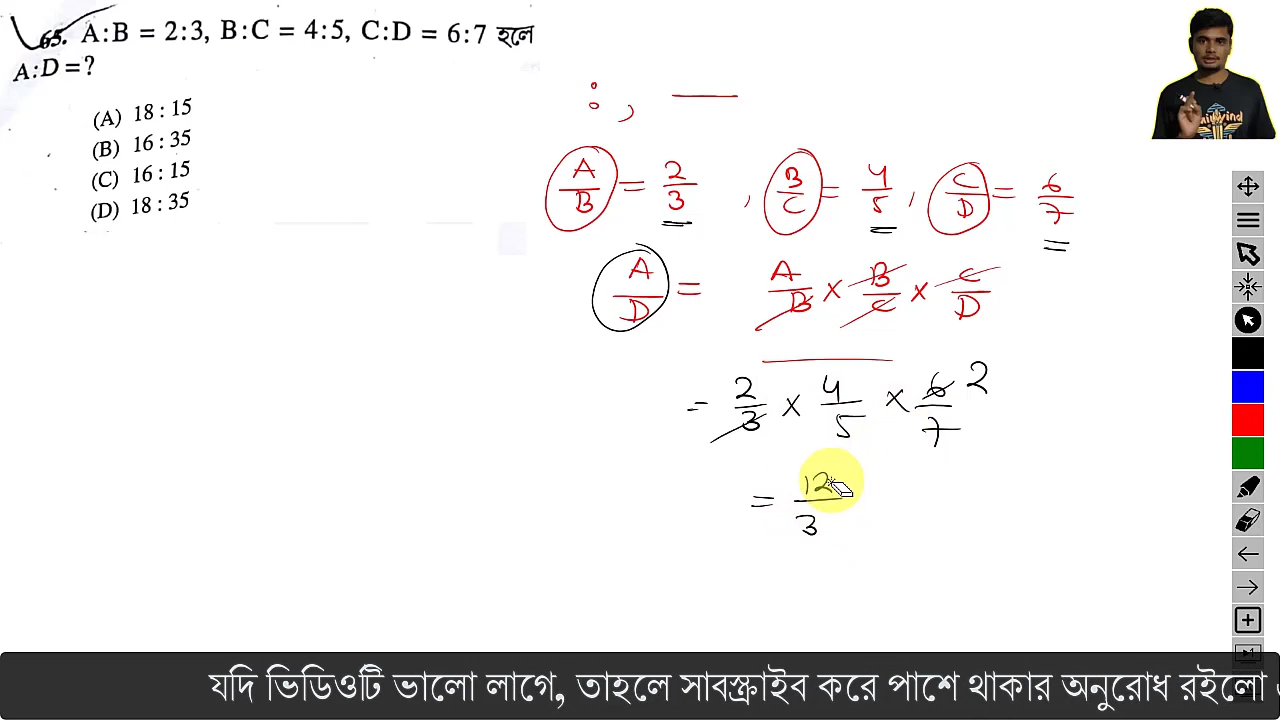 65. A:B = 2:3, B:C = 4:5, C:D = 6:7 হলে
A:D = ?
(A) 18 : 15
(B) 16 : 35
(C) 16 : 15
(D) 18 : 35
: , —
A/B = 2/3 , B/C = 4/5 , C/D = 6/7
A/D = A/B × B/C × C/D
= 2/3 × 4/5 × 6/7 2
= 12/3
যদি ভিডিওটি ভালো লাগে, তাহলে সাবস্ক্রাইব করে পাশে থাকার অনুরোধ রইলো